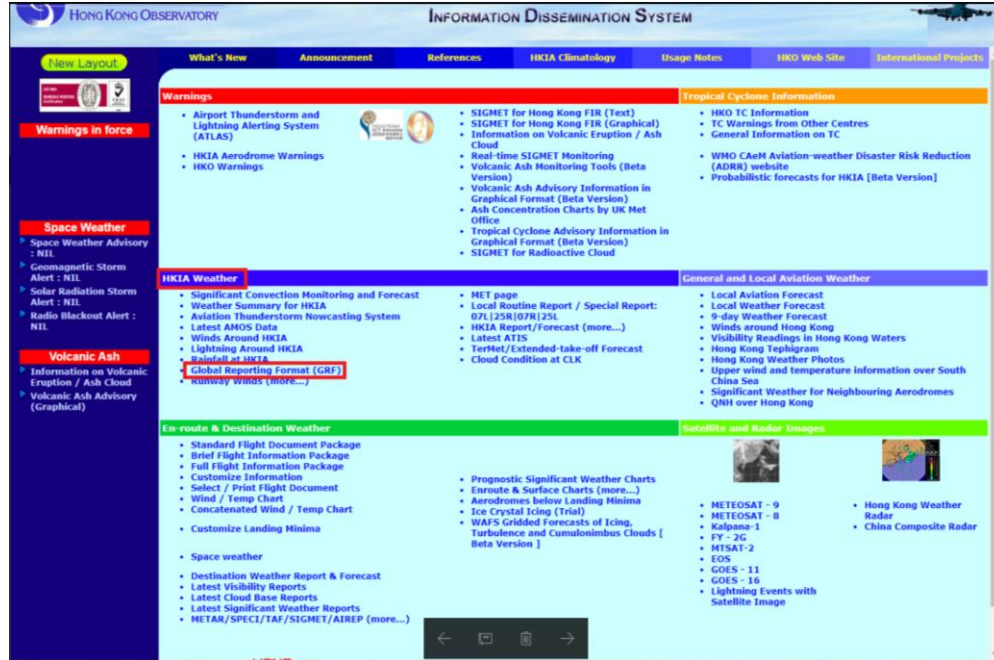 HONG KONG OBSERVATORY
INFORMATION DISSEMINATION SYSTEM
New Layout
What's New
Announcement
References
HKIA Climatology
Usage Notes
HKO Web Site
International Projects
Warnings in force
Space Weather
Space Weather Advisory
: NIL
Geomagnetic Storm
Alert : NIL
Solar Radiation Storm
Alert : NIL
Radio Blackout Alert :
NIL
Volcanic Ash
Information on Volcanic
Eruption / Ash Cloud
Volcanic Ash Advisory
(Graphical)
Warnings
• Airport Thunderstorm and
Lightning Alerting System
(ATLAS)
• HKIA Aerodrome Warnings
• HKO Warnings
• SIGMET for Hong Kong FIR (Text)
• SIGMET for Hong Kong FIR (Graphical)
• Information on Volcanic Eruption / Ash
Cloud
• Real-time SIGMET Monitoring
• Volcanic Ash Monitoring Tools (Beta
Version)
• Volcanic Ash Advisory Information in
Graphical Format (Beta Version)
• Ash Concentration Charts by UK Met
Office
• Tropical Cyclone Advisory Information in
Graphical Format (Beta Version)
• SIGMET for Radioactive Cloud
Tropical Cyclone Information
• HKO TC Information
• TC Warnings from Other Centres
• General Information on TC
• WMO CAeM Aviation-weather Disaster Risk Reduction
(ADRR) website
• Probabilistic forecasts for HKIA [Beta Version]
HKIA Weather
• Significant Convection Monitoring and Forecast
• Weather Summary for HKIA
• Aviation Thunderstorm Nowcasting System
• Latest AMOS Data
• Winds Around HKIA
• Lightning Around HKIA
• Rainfall at HKIA
• Global Reporting Format (GRF)
• Runway Winds (more...)
• MET page
• Local Routine Report / Special Report:
07L|25R|07R|25L
• HKIA Report/Forecast (more...)
• Latest ATIS
• TerMet/Extended-take-off Forecast
• Cloud Condition at CLK
General and Local Aviation Weather
• Local Aviation Forecast
• Local Weather Forecast
• 9-day Weather Forecast
• Winds around Hong Kong
• Visibility Readings in Hong Kong Waters
• Hong Kong Tephigram
• Hong Kong Weather Photos
• Upper wind and temperature information over South
China Sea
• Significant Weather for Neighbouring Aerodromes
• QNH over Hong Kong
En-route & Destination Weather
• Standard Flight Document Package
• Brief Flight Information Package
• Full Flight Information Package
• Customize Information
• Select / Print Flight Document
• Wind / Temp Chart
• Concatenated Wind / Temp Chart
• Customize Landing Minima
• Space weather
• Destination Weather Report & Forecast
• Latest Visibility Reports
• Latest Cloud Base Reports
• Latest Significant Weather Reports
• METAR/SPECI/TAF/SIGMET/AIREP (more...)
• Prognostic Significant Weather Charts
• Enroute & Surface Charts (more...)
• Aerodromes below Landing Minima
• Ice Crystal Icing (Trial)
• WAFS Gridded Forecasts of Icing,
Turbulence and Cumulonimbus Clouds [
Beta Version ]
Satellite and Radar Images
• METEOSAT - 9
• METEOSAT - 8
• Kalpana-1
• FY - 2G
• MTSAT-2
• EOS
• GOES - 11
• GOES - 16
• Lightning Events with
Satellite Image
• Hong Kong Weather
Radar
• China Composite Radar